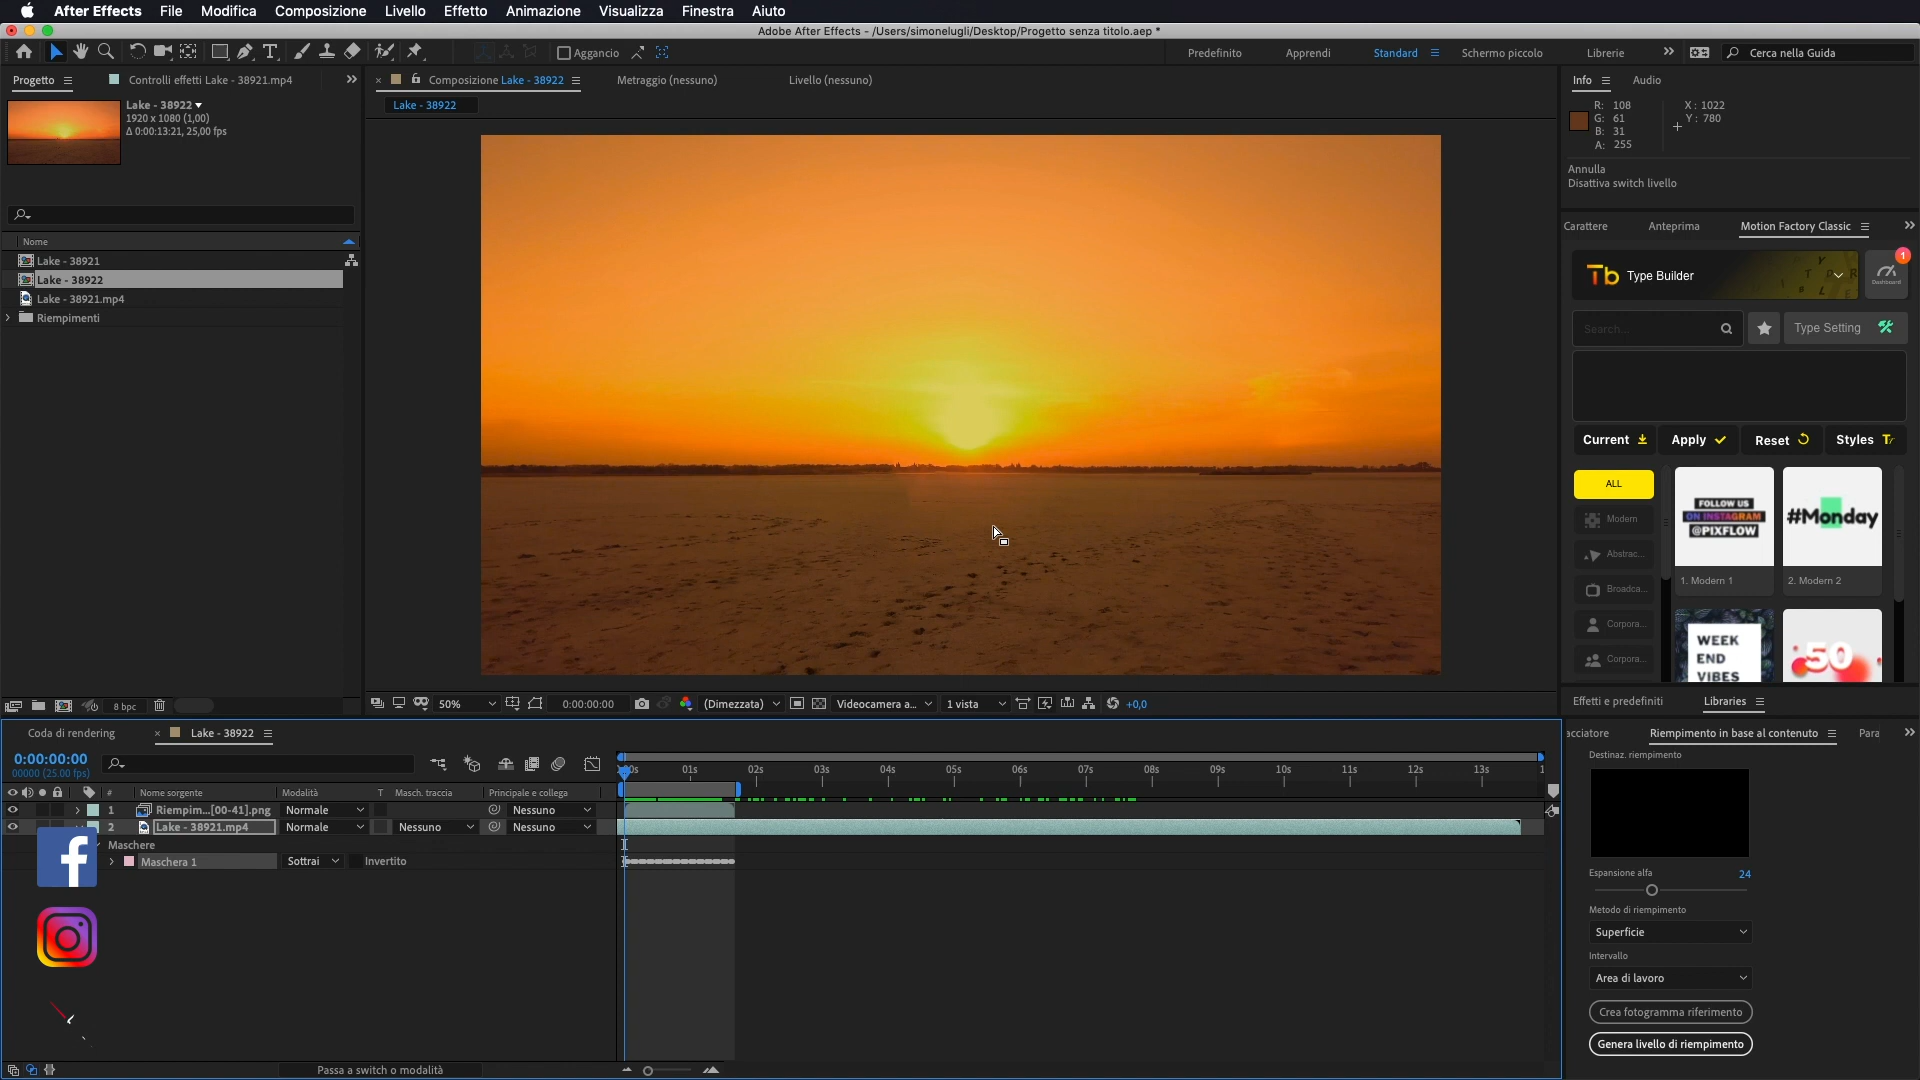 After Effects File Modifica Composizione Livello Effetto Animazione Visualizza Finestra Aiuto
Adobe After Effects - /Users/simonelugli/Desktop/Progetto senza titolo.aep *
Aggancio Predefinito Apprendi Standard Schermo piccolo Librerie Cerca nella Guida
Progetto Controlli effetti Lake - 38921.mp4
Lake - 38922
1920 x 1080 (1,00)
Δ 0:00:13:21, 25,00 fps
Nome
Lake - 38921
Lake - 38922
Lake - 38921.mp4
Riempimenti
8 bpc
Composizione Lake - 38922 Metraggio (nessuno) Livello (nessuno)
Lake - 38922
50% 0:00:00:00 (Dimezzata) Videocamera a... 1 vista +0,0
Info Audio
R: 108 X: 1022
G: 61 Y: 780
B: 31
A: 255
Annulla
Disattiva switch livello
Carattere Anteprima Motion Factory Classic
Tb Type Builder 1
Dashboard
Search... Type Setting
Current Apply Reset Styles
ALL
Modern
Abstrac...
Broadca...
Corpora...
Corpora...
FOLLOW US
ON INSTAGRAM
@PIXFLOW
1. Modern 1
#Monday
2. Modern 2
WEEK
END
VIBES
50
Effetti e predefiniti Libraries
Coda di rendering Lake - 38922
0:00:00:00
00000 (25.00 fps)
# Nome sorgente Modalità T Masch. traccia Principale e collega
1 Riempim...[00-41].png Normale Nessuno
2 Lake - 38921.mp4 Normale Nessuno Nessuno
Maschere
Maschera 1 Sottrai Invertito
01s 02s 03s 04s 05s 06s 07s 08s 09s 10s 11s 12s 13s
Passa a switch o modalità
acciatore Riempimento in base al contenuto Para
Destinaz. riempimento
Espansione alfa 24
Metodo di riempimento
Superficie
Intervallo
Area di lavoro
Crea fotogramma riferimento
Genera livello di riempimento